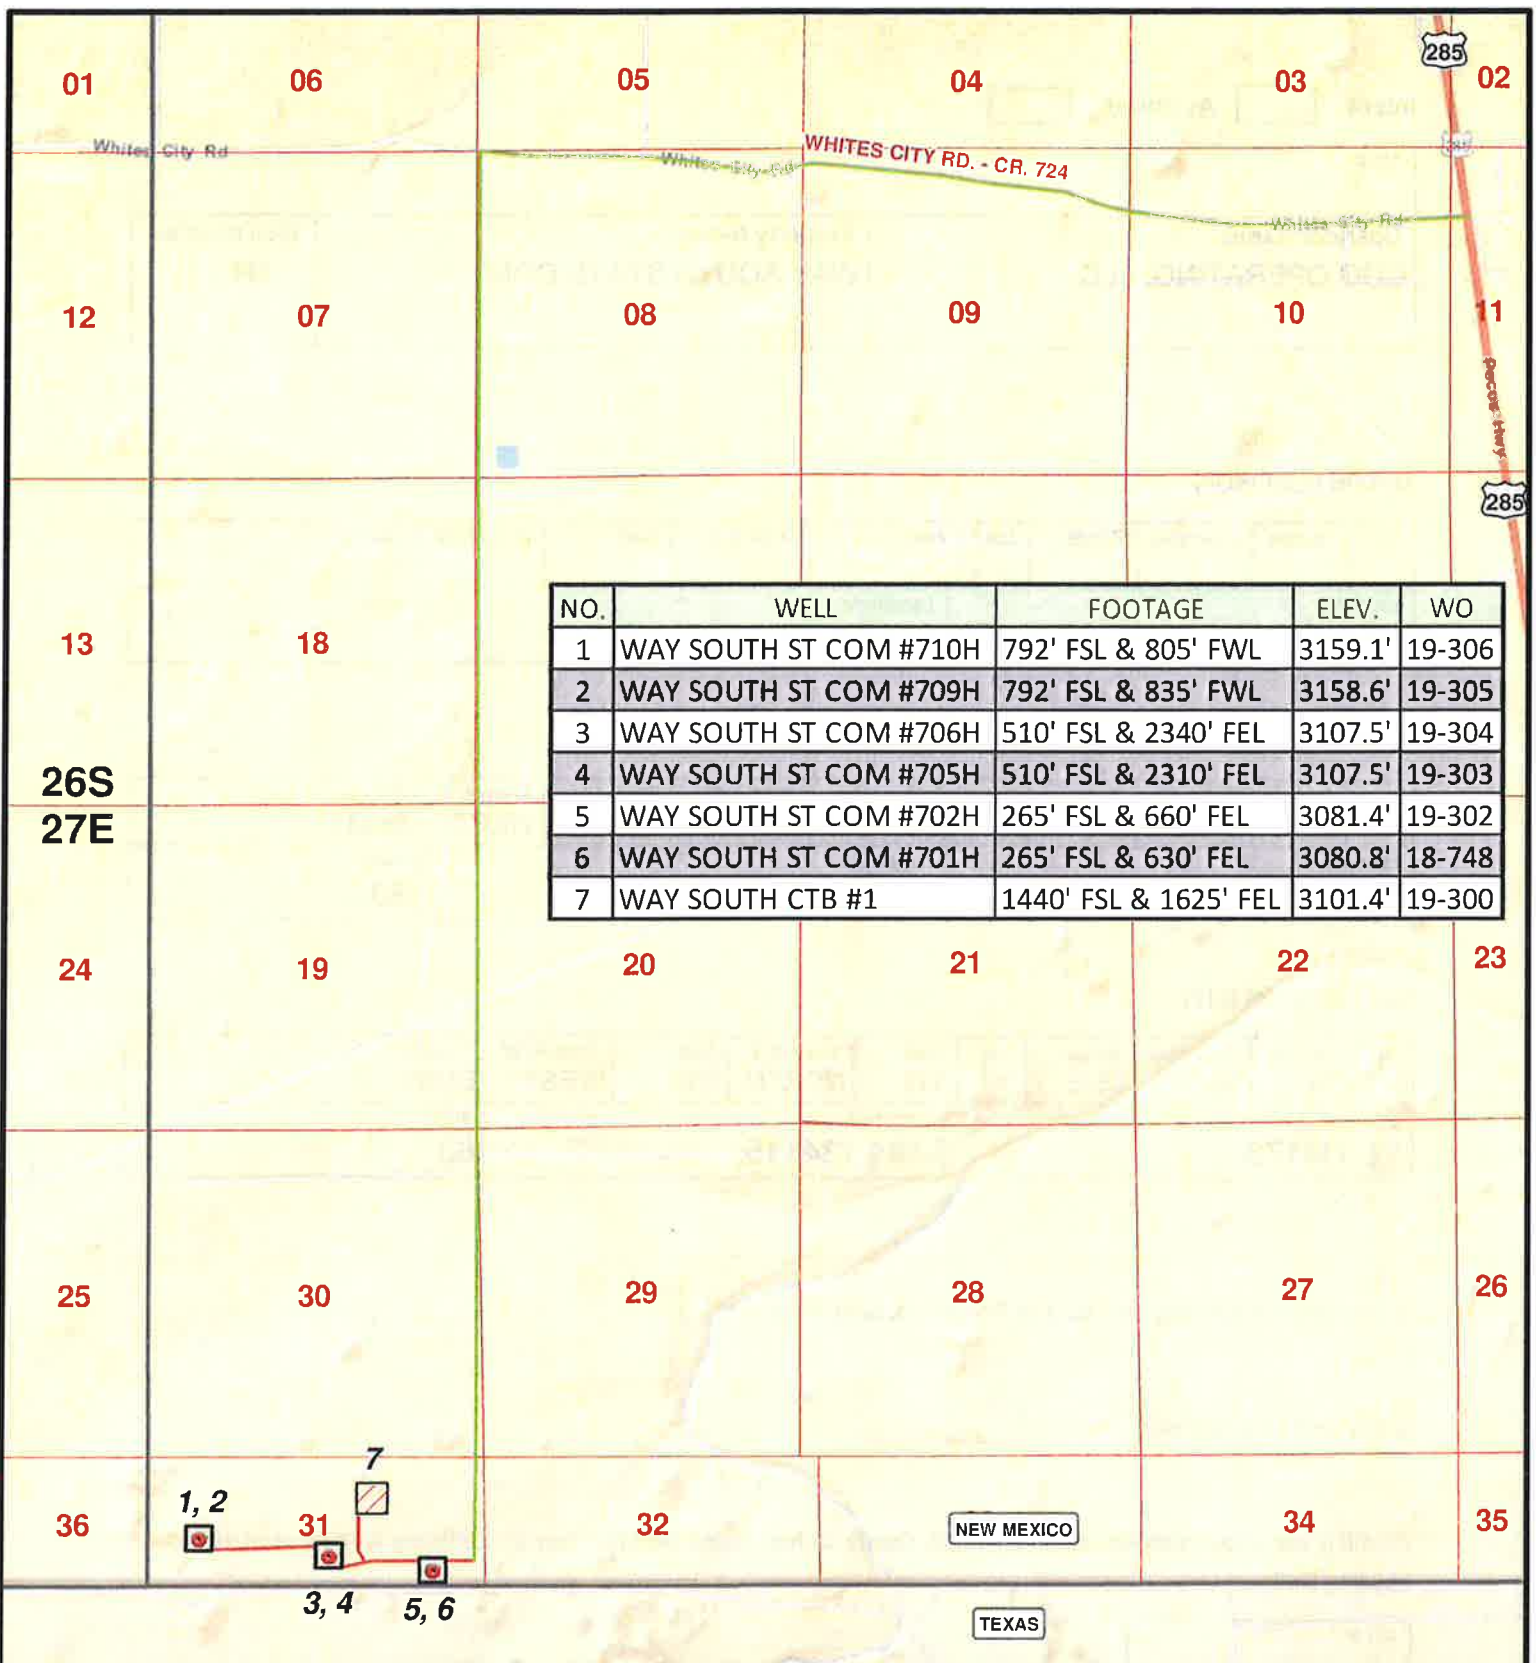 01 06 05 04 03 285 02
Whites City Rd
Whites City Rd
WHITES CITY RD. - CR. 724
285
Whites City Rd
12 07 08 09 10 11
Pecos Hwy
285
NO. WELL FOOTAGE ELEV. WO
1 WAY SOUTH ST COM #710H 792' FSL & 805' FWL 3159.1' 19-306
2 WAY SOUTH ST COM #709H 792' FSL & 835' FWL 3158.6' 19-305
3 WAY SOUTH ST COM #706H 510' FSL & 2340' FEL 3107.5' 19-304
4 WAY SOUTH ST COM #705H 510' FSL & 2310' FEL 3107.5' 19-303
5 WAY SOUTH ST COM #702H 265' FSL & 660' FEL 3081.4' 19-302
6 WAY SOUTH ST COM #701H 265' FSL & 630' FEL 3080.8' 18-748
7 WAY SOUTH CTB #1 1440' FSL & 1625' FEL 3101.4' 19-300
13 18
26S
27E
24 19 20 21 22 23
25 30 29 28 27 26
7
1, 2
36 31 32 NEW MEXICO 34 35
3, 4 5, 6
TEXAS